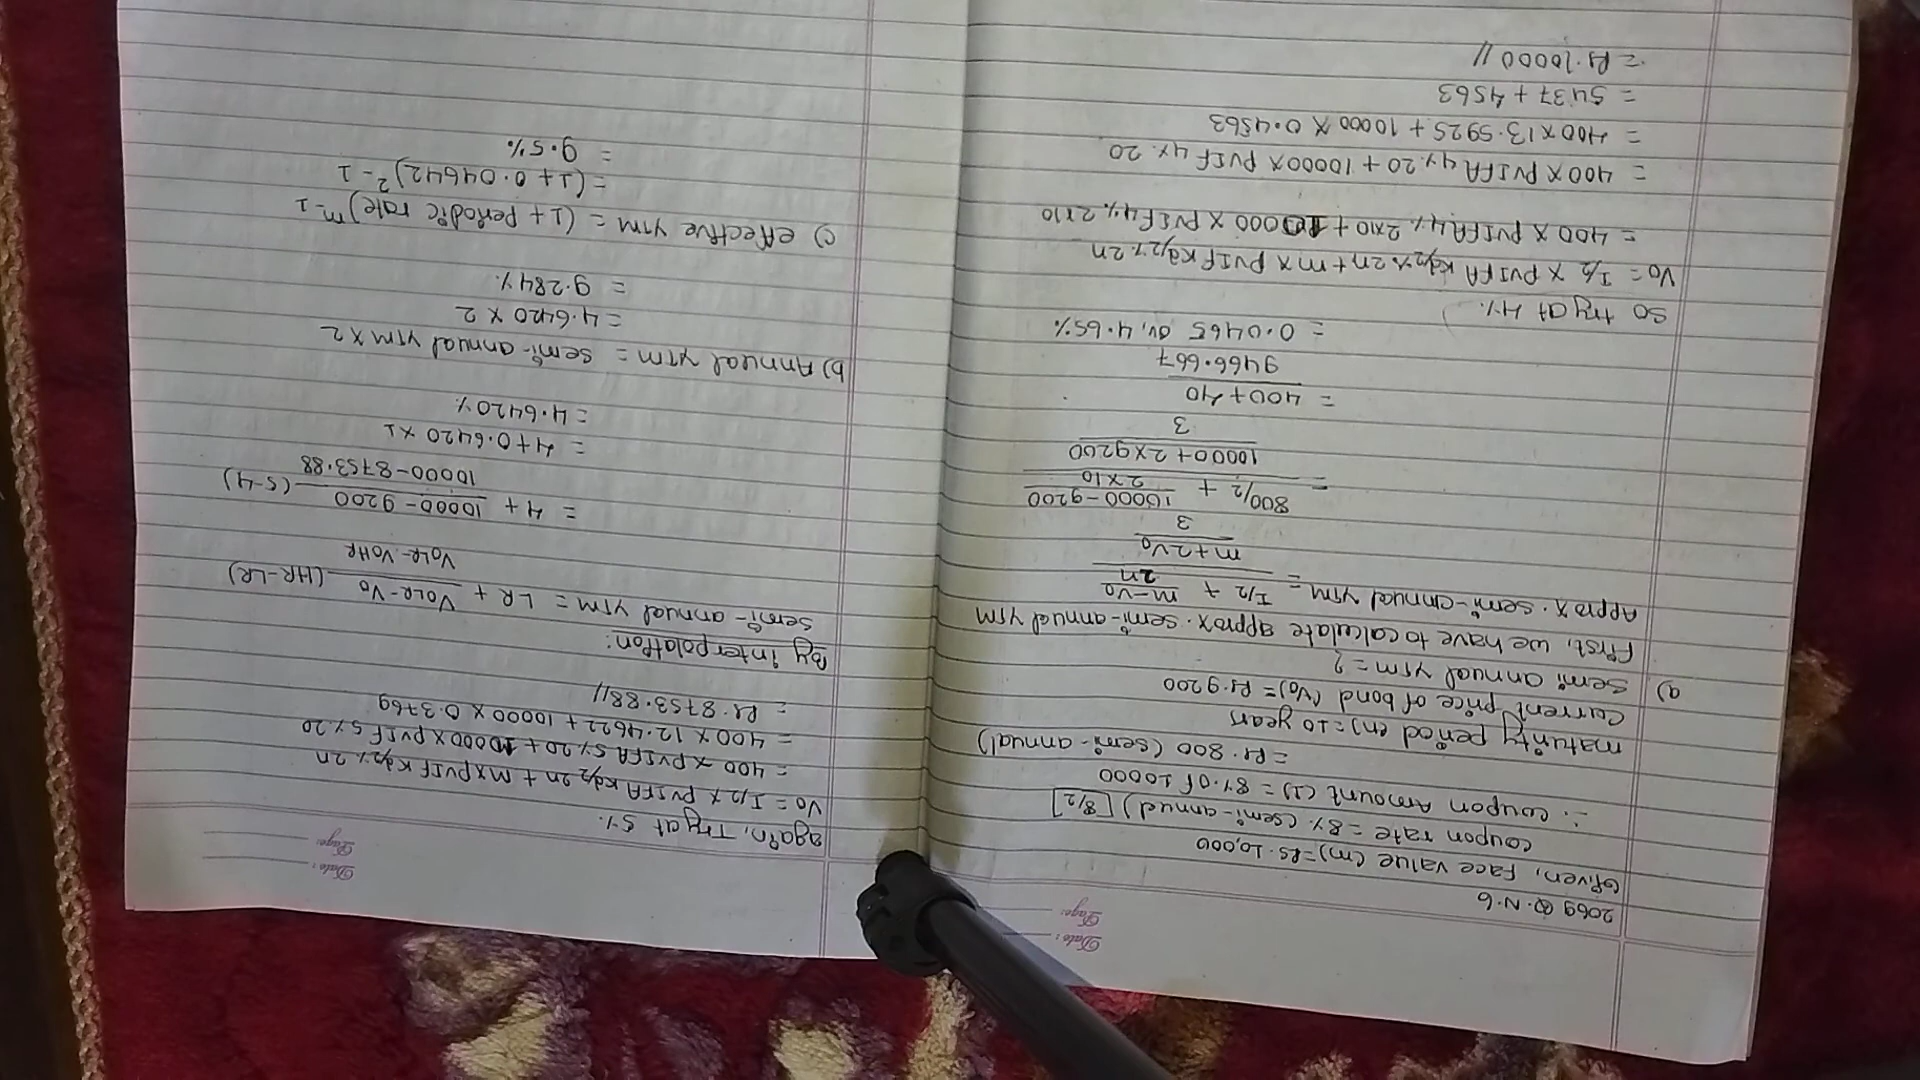 Date:
Page:
2069 Q.N.6
Given, Face value (m)=Rs.10,000
coupon rate = 8% (semi-annual) [8/2]
∴ coupon Amount (I) = 8% of 10000
= Rs.800 (semi-annual)
maturity period (n)=10 years
current price of bond (V₀)= Rs.9200
a) semi annual YTM = ?
First, we have to calculate approx. semi-annual YTM
Approx. semi-annual YTM = I/2 + m-V₀
2n
m+2V₀
3
= 800/2 + 10000-9200
2×10
10000+2×9200
3
= 400+40
9466.667
= 0.0465 or, 4.65%
So try at 4%
V₀ = I/2 × PVIFA kd/2%2n+m× PVIF kd/2%2n
= 400 × PVIFA 4%, 2×10+10000 × PVIF 4%, 2×10
= 400 × PVIFA 4%.20 + 10000× PVIF 4%.20
= 400×13.5925 + 10000 × 0.4563
= 5437 + 4563
= Rs.10000//
Date:
Page:
again, Try at 5%.
V₀= I/2 × PVIFA kd/2 2n + m×PVIF kd/2% 2n
= 400 × PVIFA 5%20+10000×PVIF 5%20
= 400 × 12.4622 + 10000×0.3769
= Rs.8753.88//
By interpolation:
semi-annual YTM = LR + VoLR-Vo (HR-LR)
VoLR-VoHR
= 4+ 10000-9200 (5-4)
10000-8753.88
= 4+0.6420×1
= 4.6420%
b) Annual YTM = semi-annual YTM×2
= 4.6420 × 2
= 9.284%
c) effective YTM = (1+ periodic rate)ᵐ-1
= (1+ 0.04642)²-1
= 9.5%